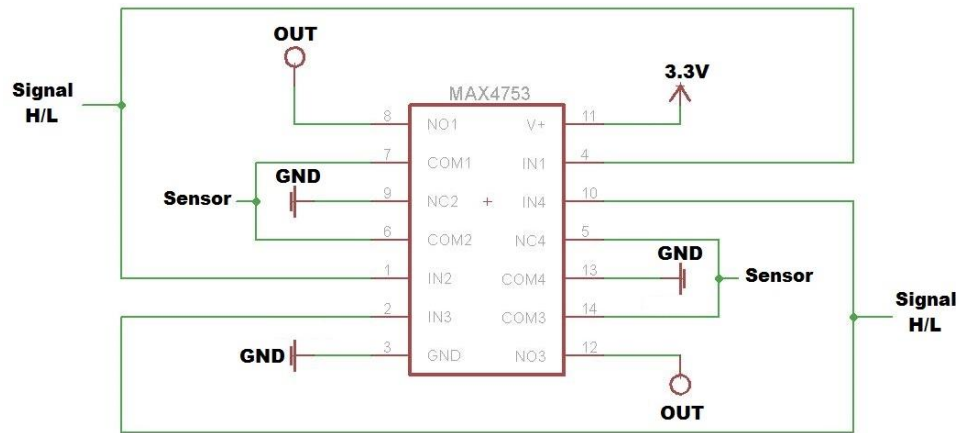 OUT
3.3V
Signal
H/L
MAX4753
8 NO1 V+ 11
7 COM1 IN1 4
GND
Sensor
9 NC2 + IN4 10
6 COM2 NC4 5
GND
1 IN2 COM4 13
Sensor
2 IN3 COM3 14
Signal
H/L
GND
3 GND NO3 12
OUT